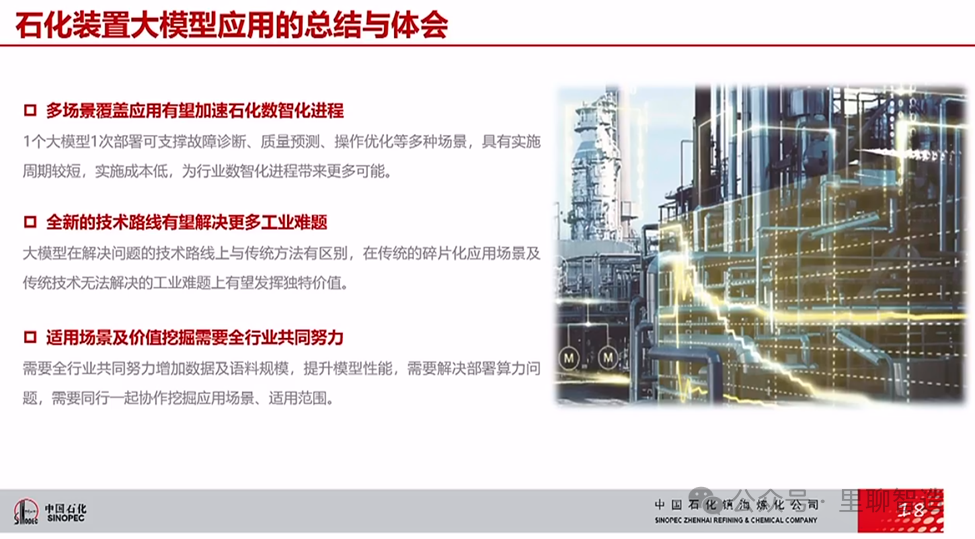 石化装置大模型应用的总结与体会
多场景覆盖应用有望加速石化数智化进程
1个大模型1次部署可支撑故障诊断、质量预测、操作优化等多种场景，具有实施
周期较短，实施成本低，为行业数智化进程带来更多可能。
全新的技术路线有望解决更多工业难题
大模型在解决问题的技术路线上与传统方法有区别，在传统的碎片化应用场景及
传统技术无法解决的工业难题上有望发挥独特价值。
适用场景及价值挖掘需要全行业共同努力
需要全行业共同努力增加数据及语料规模，提升模型性能，需要解决部署算力问
题，需要同行一起协作挖掘应用场景、适用范围。
M M
中国石化
SINOPEC
中国石化镇海炼化公司
SINOPEC ZHENHAI REFINING & CHEMICAL COMPANY
公众号 里聊智造
18